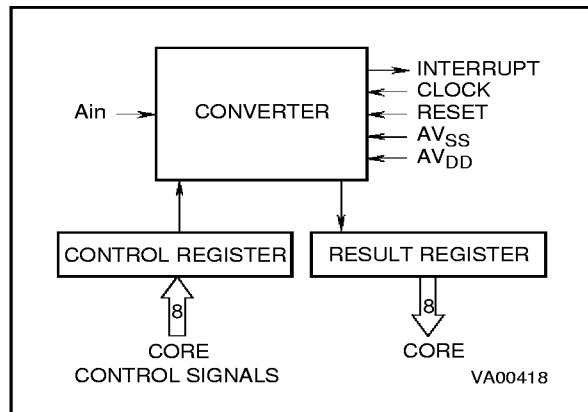 INTERRUPT
CLOCK
Ain
CONVERTER
RESET
AVSS
AVDD
CONTROL REGISTER
RESULT REGISTER
8
8
CORE
CONTROL SIGNALS
CORE
VA00418